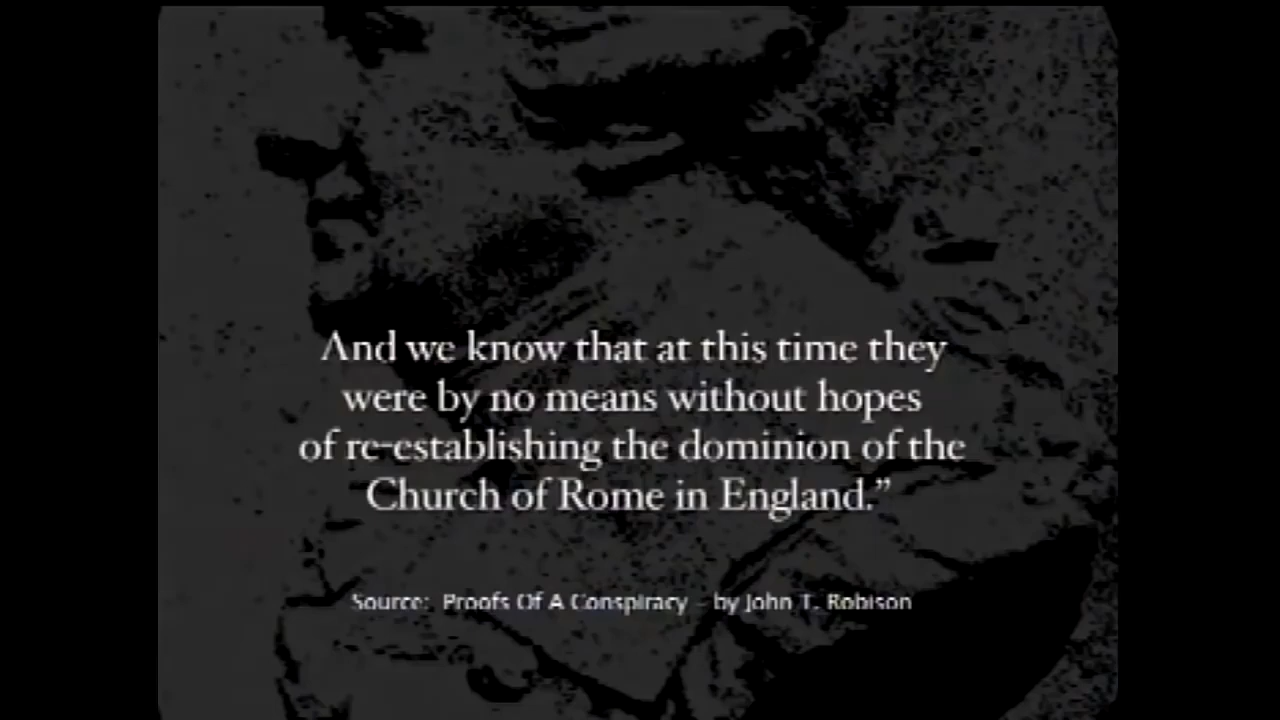 And we know that at this time they
were by no means without hopes
of re-establishing the dominion of the
Church of Rome in England.”
Source: Proofs Of A Conspiracy - by John T. Robison